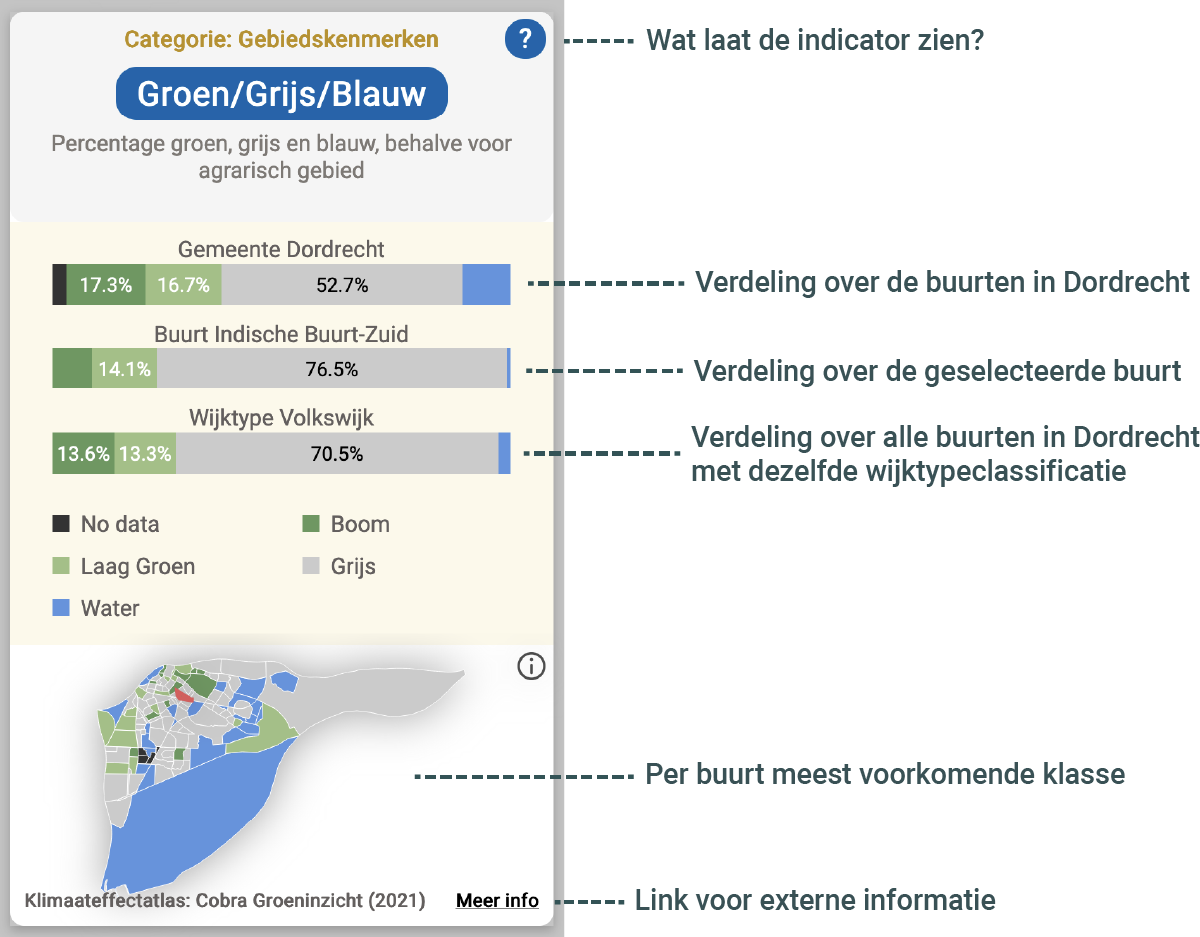 Categorie: Gebiedskenmerken
?
Wat laat de indicator zien?
Groen/Grijs/Blauw
Percentage groen, grijs en blauw, behalve voor
agrarisch gebied
Gemeente Dordrecht
17.3% 16.7% 52.7%
Verdeling over de buurten in Dordrecht
Buurt Indische Buurt-Zuid
14.1% 76.5%
Verdeling over de geselecteerde buurt
Wijktype Volkswijk
13.6% 13.3% 70.5%
Verdeling over alle buurten in Dordrecht
met dezelfde wijktypeclassificatie
No data
Boom
Laag Groen
Grijs
Water
i
Per buurt meest voorkomende klasse
Klimaateffectatlas: Cobra Groeninzicht (2021)
Meer info
Link voor externe informatie